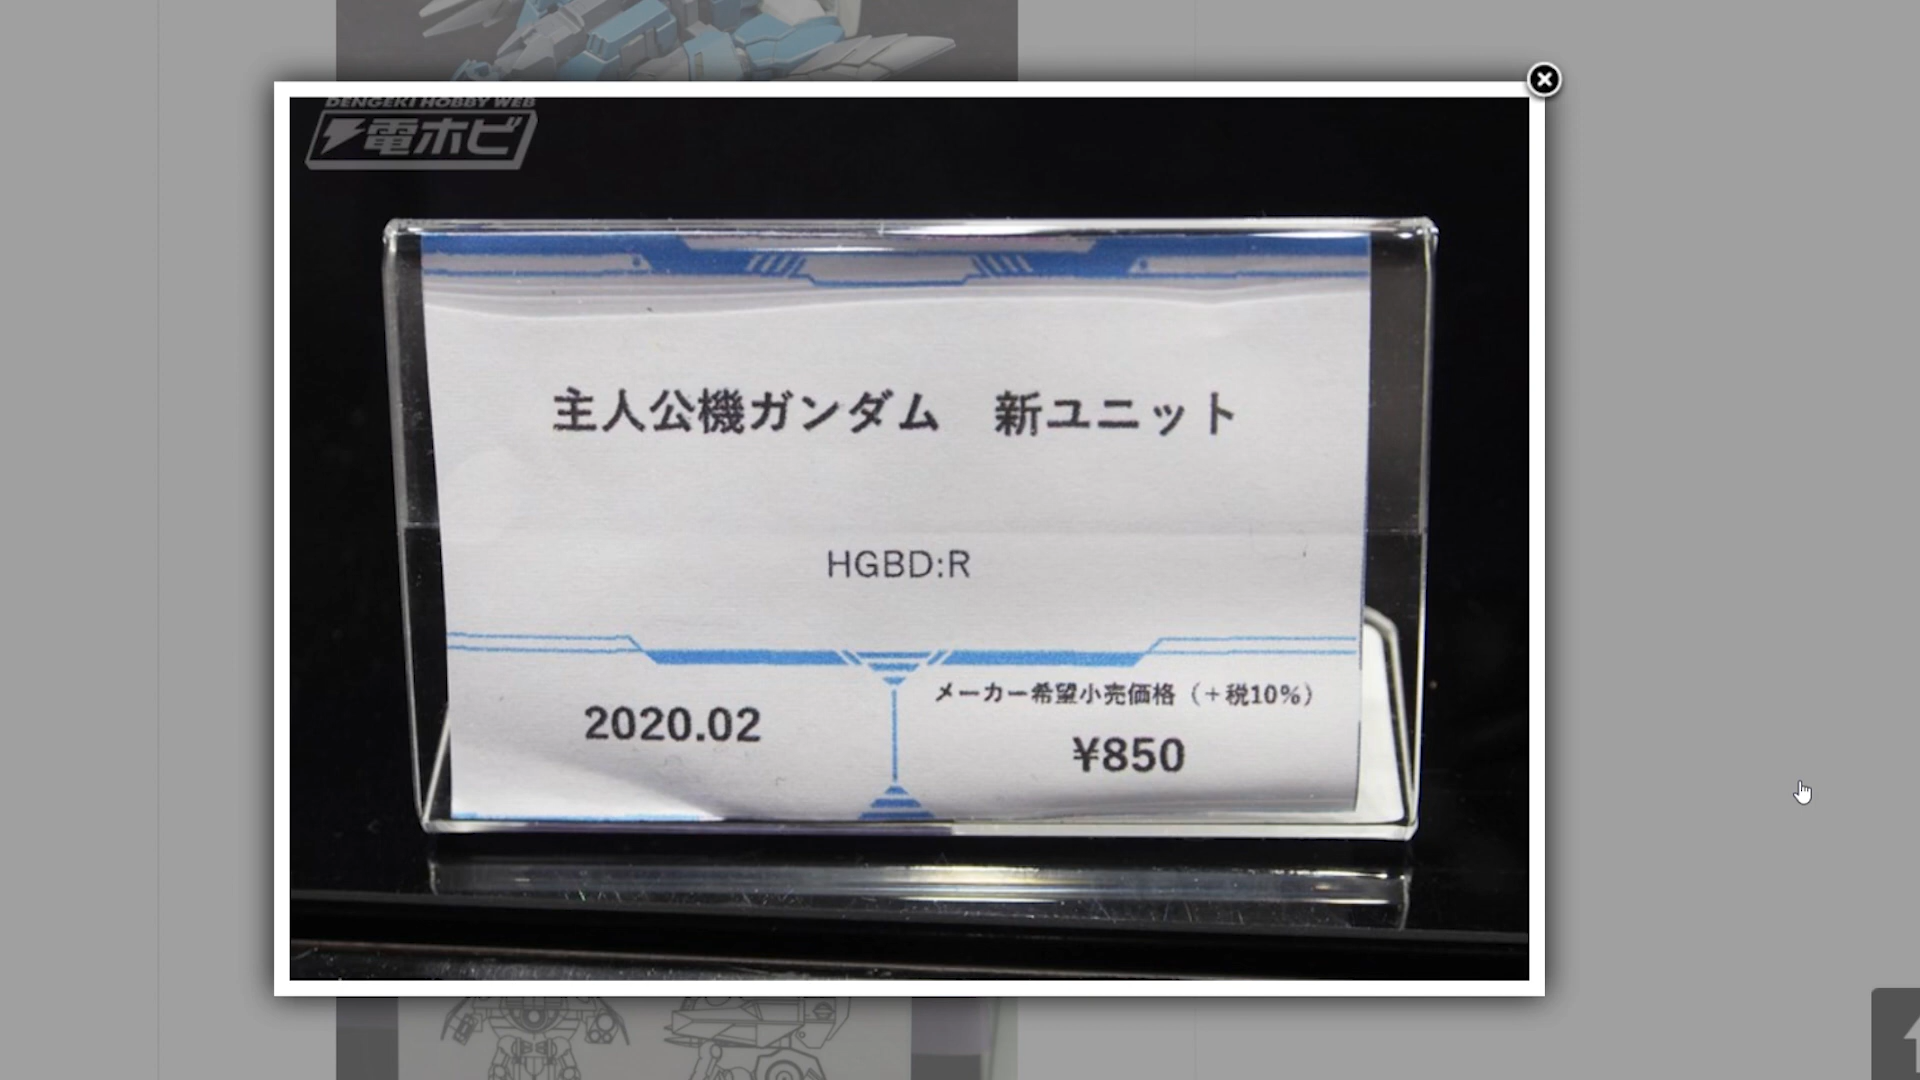 DENGEKI HOBBY WEB
電ホビ
主人公機ガンダム　新ユニット
HGBD:R
2020.02
メーカー希望小売価格（+税10%）
¥850